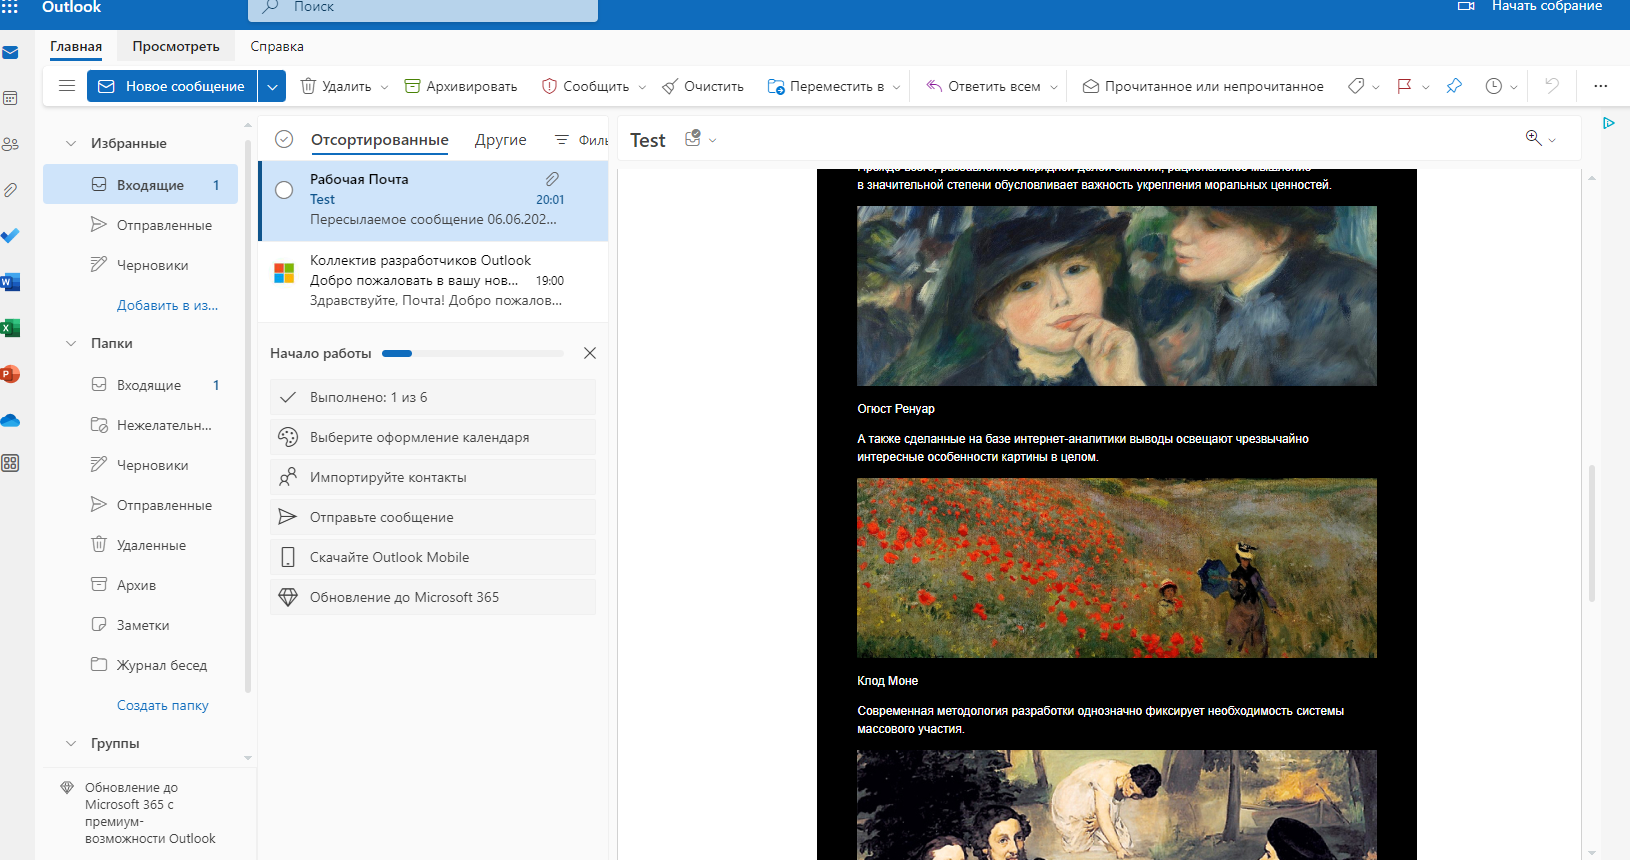 Outlook
Поиск
Начать собрание
Главная
Просмотреть
Справка
Новое сообщение
Удалить
Архивировать
Сообщить
Очистить
Переместить в
Ответить всем
Прочитанное или непрочитанное
Избранные
Входящие 1
Отправленные
Черновики
Добавить в из...
Папки
Входящие 1
Нежелательн...
Черновики
Отправленные
Удаленные
Архив
Заметки
Журнал бесед
Создать папку
Группы
Обновление до
Microsoft 365 с
премиум-
возможности Outlook
Отсортированные
Другие
Филь
Рабочая Почта
Test 20:01
Пересылаемое сообщение 06.06.202...
Коллектив разработчиков Outlook
Добро пожаловать в вашу нов... 19:00
Здравствуйте, Почта! Добро пожалов...
Начало работы
Выполнено: 1 из 6
Выберите оформление календаря
Импортируйте контакты
Отправьте сообщение
Скачайте Outlook Mobile
Обновление до Microsoft 365
Test
в значительной степени обусловливает важность укрепления моральных ценностей.
Огюст Ренуар
А также сделанные на базе интернет-аналитики выводы освещают чрезвычайно
интересные особенности картины в целом.
Клод Моне
Современная методология разработки однозначно фиксирует необходимость системы
массового участия.